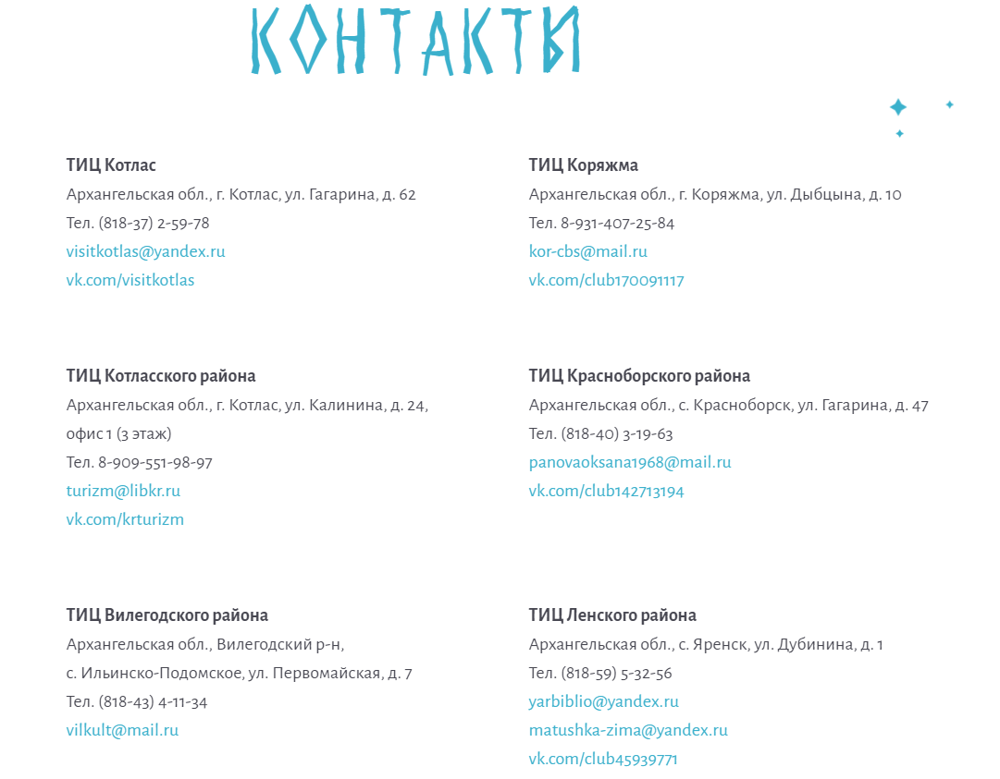 КОНТАКТЫ
ТИЦ Котлас
Архангельская обл., г. Котлас, ул. Гагарина, д. 62
Тел. (818-37) 2-59-78
visitkotlas@yandex.ru
vk.com/visitkotlas
ТИЦ Коряжма
Архангельская обл., г. Коряжма, ул. Дыбцына, д. 10
Тел. 8-931-407-25-84
kor-cbs@mail.ru
vk.com/club170091117
ТИЦ Котласского района
Архангельская обл., г. Котлас, ул. Калинина, д. 24,
офис 1 (3 этаж)
Тел. 8-909-551-98-97
turizm@libkr.ru
vk.com/krturizm
ТИЦ Красноборского района
Архангельская обл., с. Красноборск, ул. Гагарина, д. 47
Тел. (818-40) 3-19-63
panovaoksana1968@mail.ru
vk.com/club142713194
ТИЦ Вилегодского района
Архангельская обл., Вилегодский р-н,
с. Ильинско-Подомское, ул. Первомайская, д. 7
Тел. (818-43) 4-11-34
vilkult@mail.ru
ТИЦ Ленского района
Архангельская обл., с. Яренск, ул. Дубинина, д. 1
Тел. (818-59) 5-32-56
yarbiblio@yandex.ru
matushka-zima@yandex.ru
vk.com/club45939771